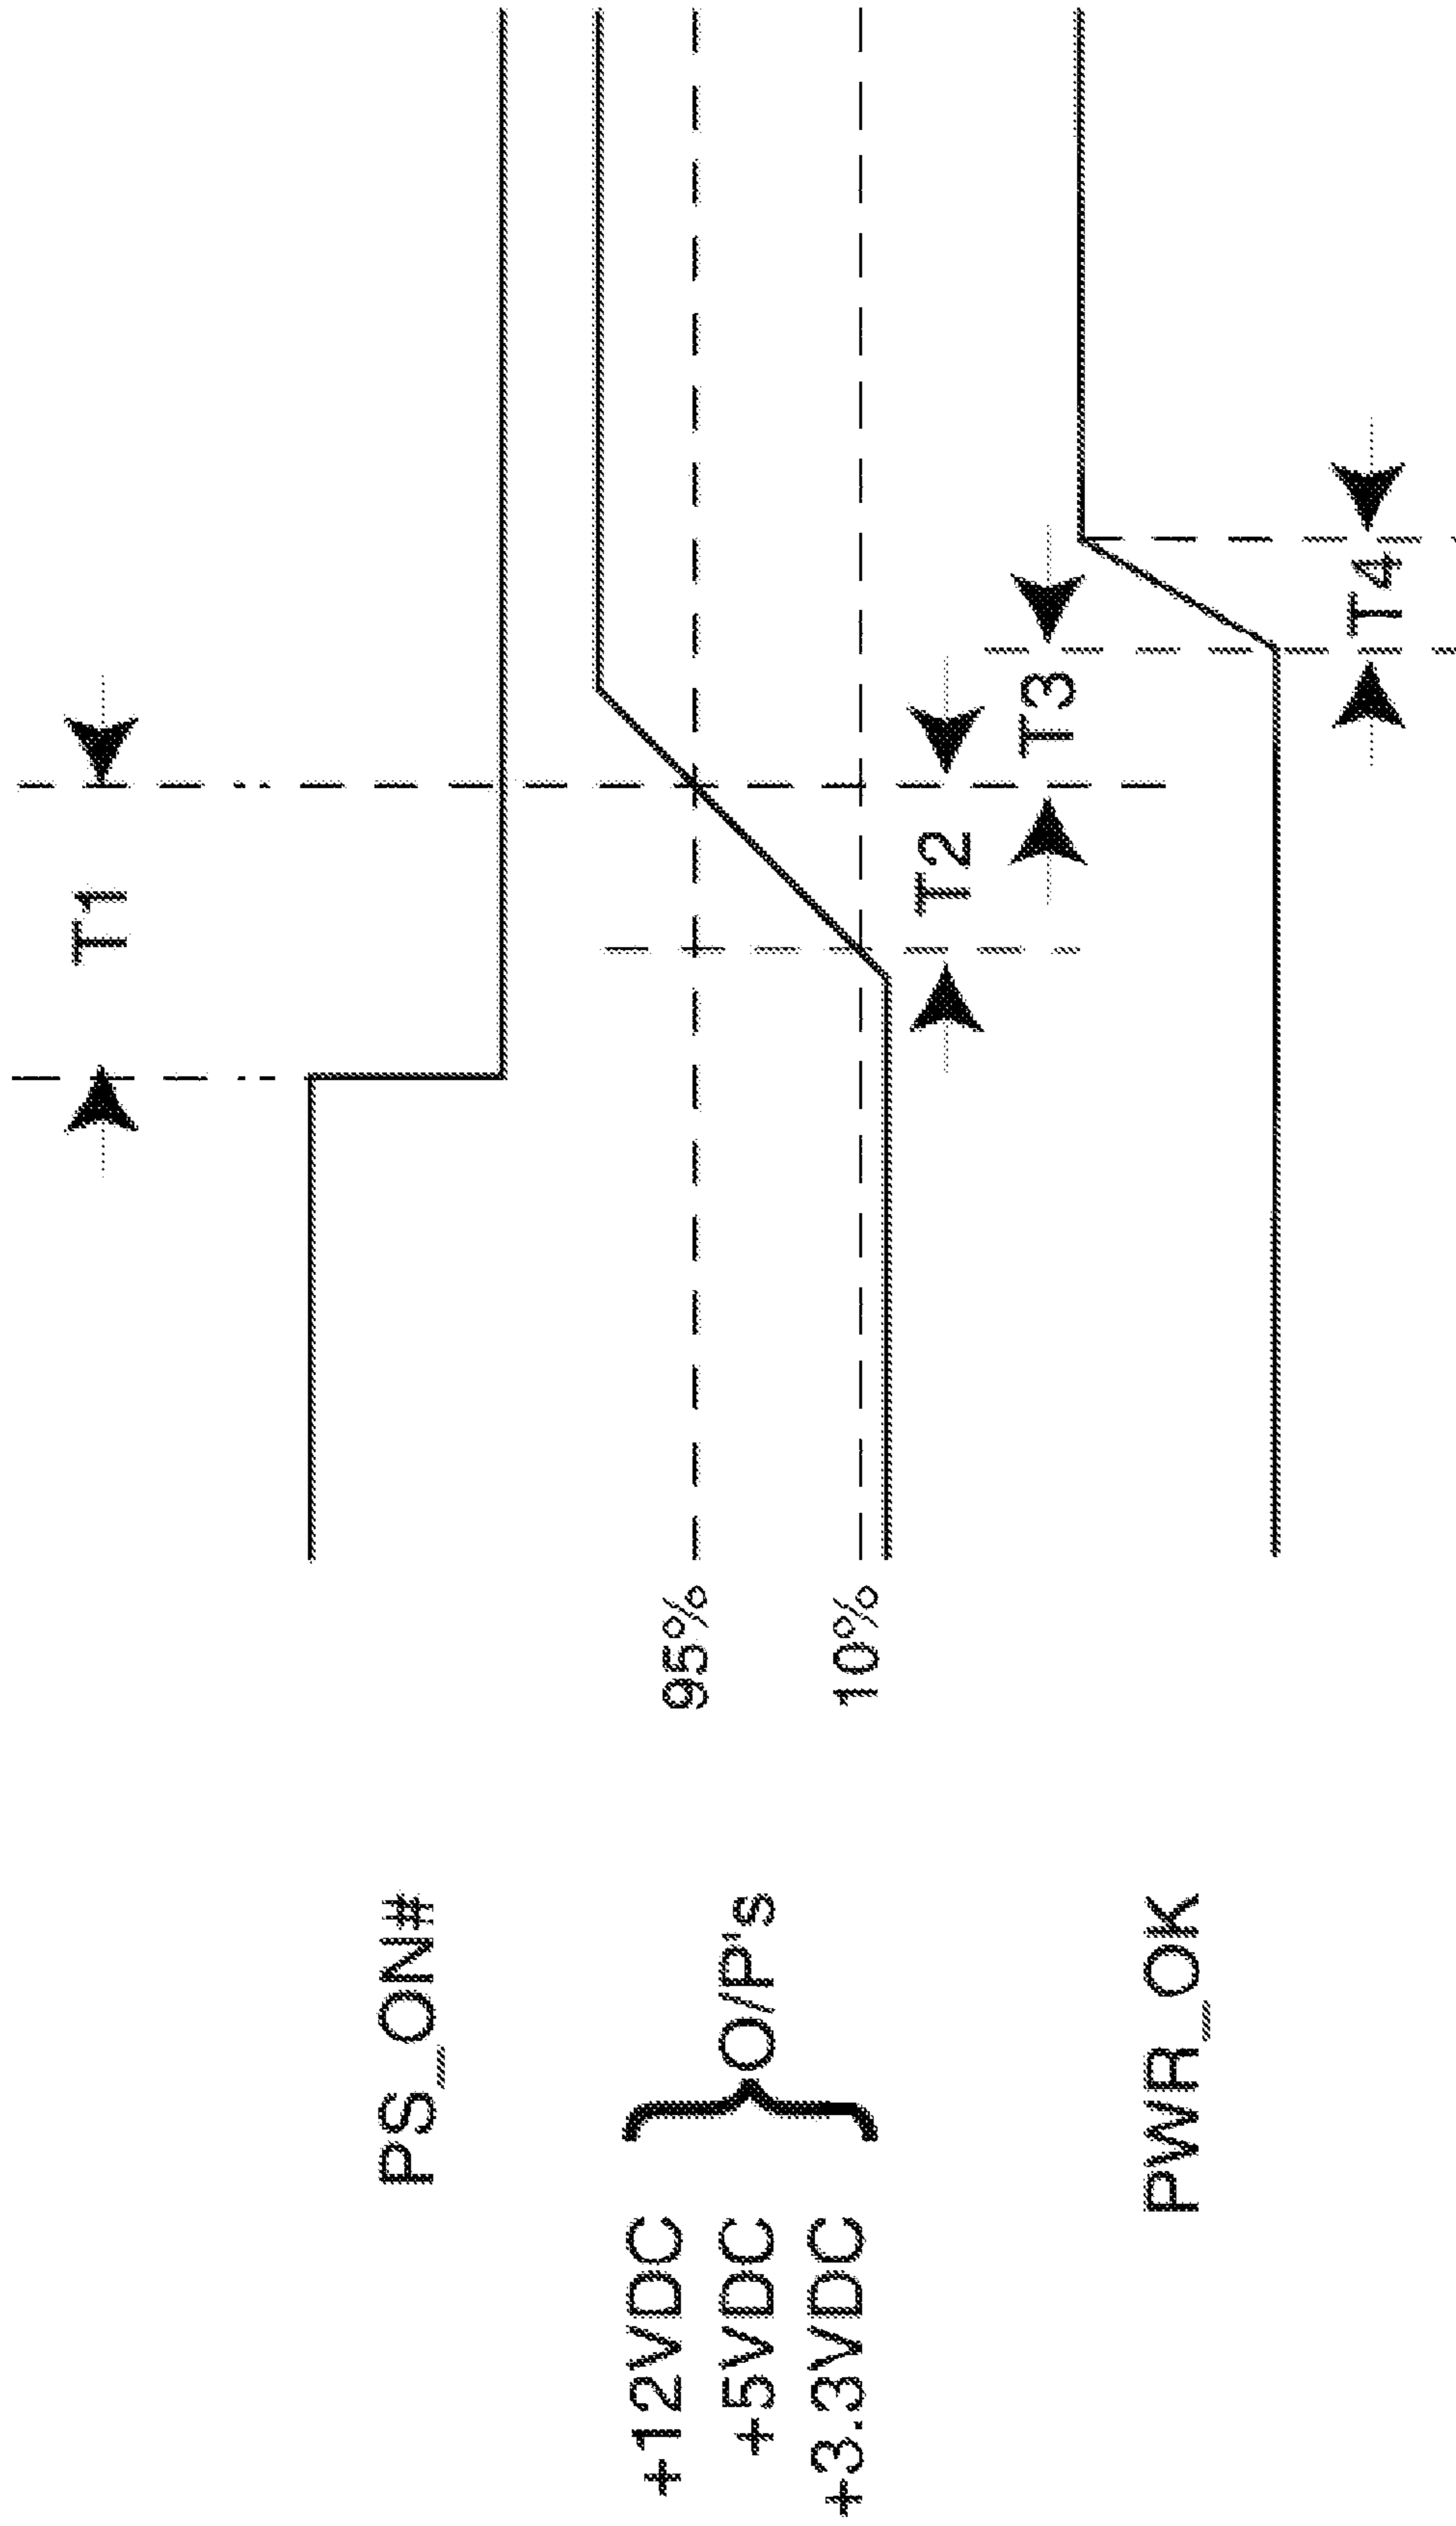 T1
PS_ON#
+12VDC
+5VDC
+3.3VDC
O/P's
95%
10%
T2
T3
PWR_OK
T4